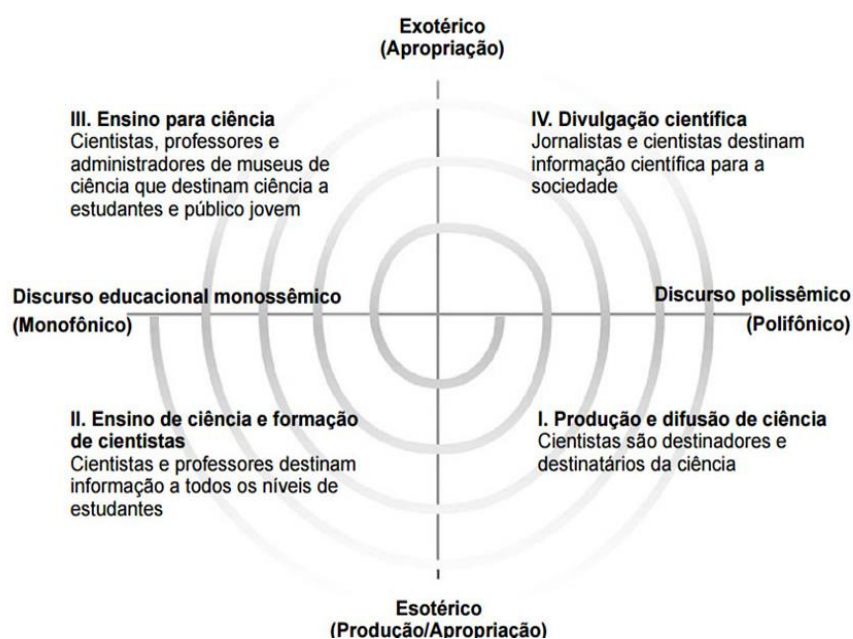 Exotérico
(Apropriação)
III. Ensino para ciência
Cientistas, professores e
administradores de museus de
ciência que destinam ciência a
estudantes e público jovem
IV. Divulgação científica
Jornalistas e cientistas destinam
informação científica para a
sociedade
Discurso educacional monossêmico
(Monofônico)
Discurso polissêmico
(Polifônico)
II. Ensino de ciência e formação
de cientistas
Cientistas e professores destinam
informação a todos os níveis de
estudantes
I. Produção e difusão de ciência
Cientistas são destinadores e
destinatários da ciência
Esotérico
(Produção/Apropriação)